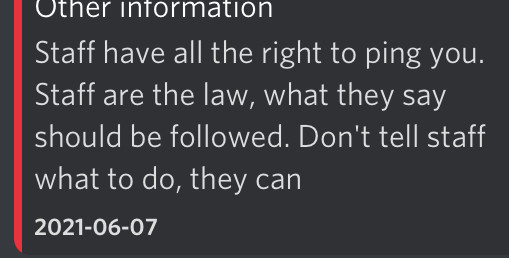 Other information
Staff have all the right to ping you.
Staff are the law, what they say
should be followed. Don't tell staff
what to do, they can
2021-06-07